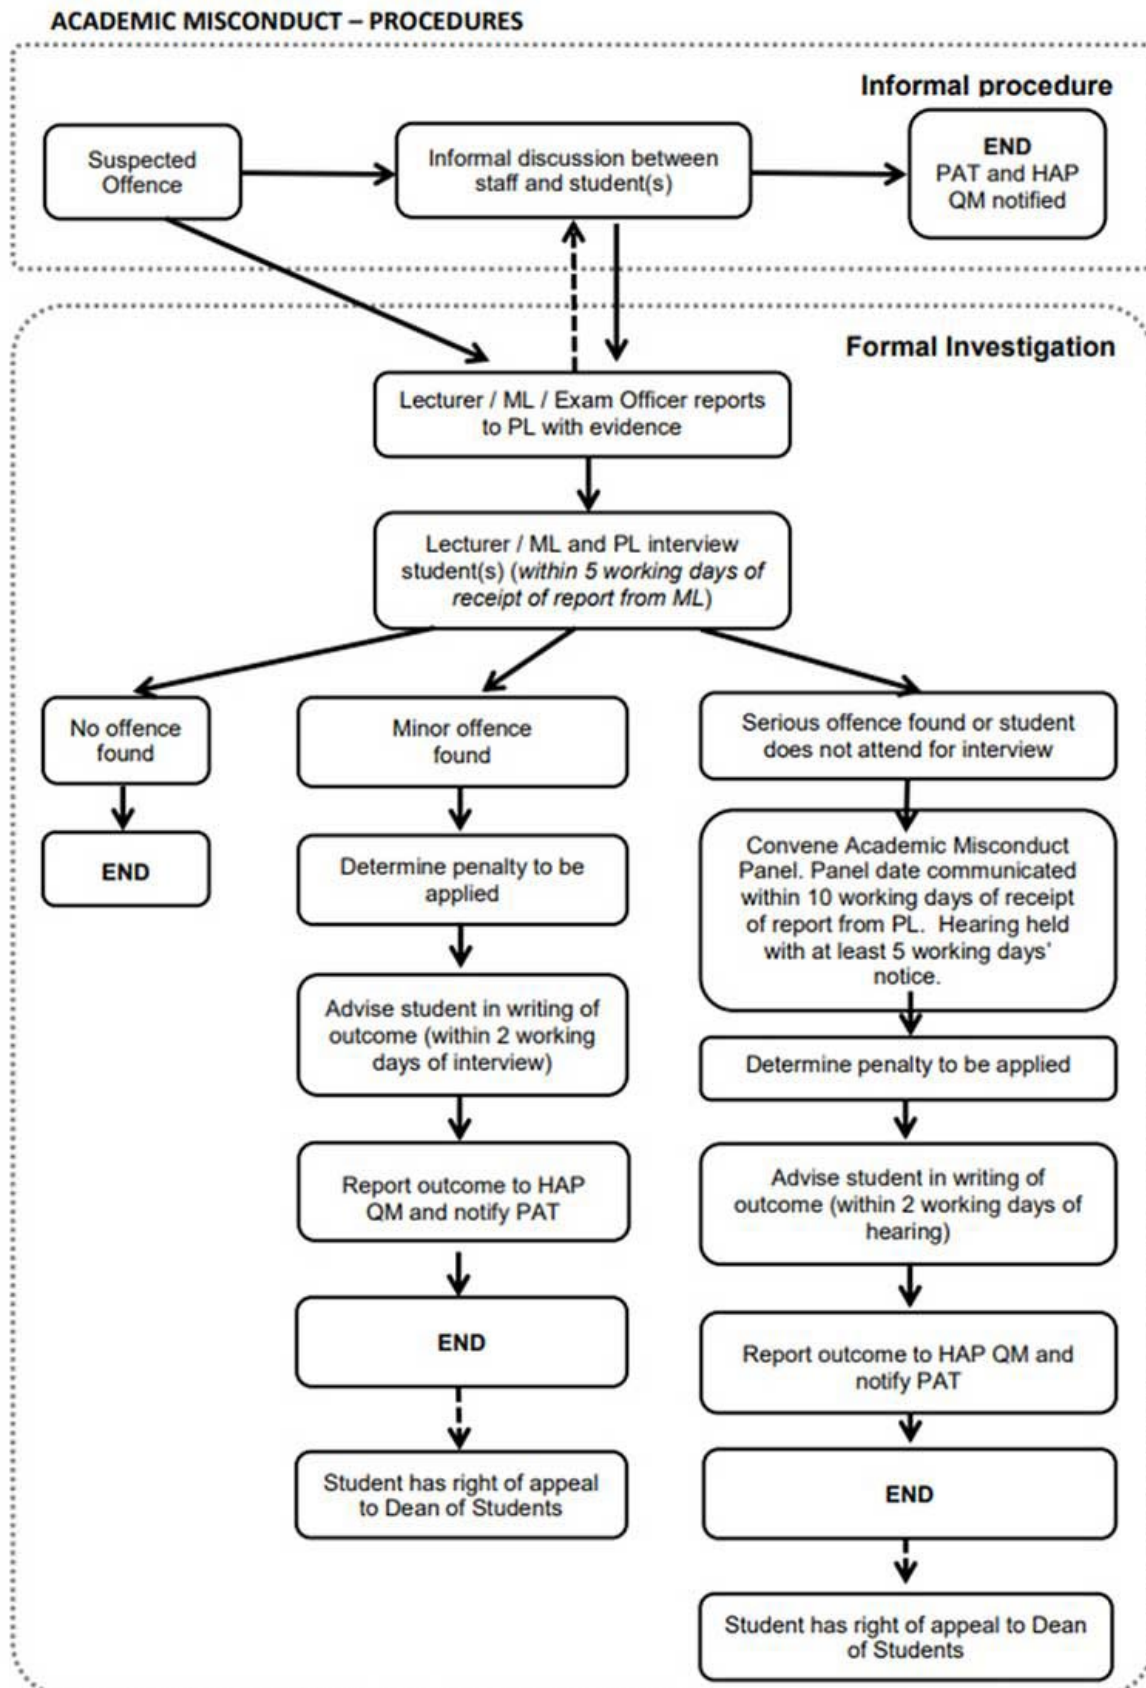 ACADEMIC MISCONDUCT – PROCEDURES
Informal procedure
Suspected
Offence
Informal discussion between
staff and student(s)
END
PAT and HAP
QM notified
Formal Investigation
Lecturer / ML / Exam Officer reports
to PL with evidence
Lecturer / ML and PL interview
student(s) (within 5 working days of
receipt of report from ML)
No offence
found
END
Minor offence
found
Determine penalty to be
applied
Advise student in writing of
outcome (within 2 working
days of interview)
Report outcome to HAP
QM and notify PAT
END
Student has right of appeal
to Dean of Students
Serious offence found or student
does not attend for interview
Convene Academic Misconduct
Panel. Panel date communicated
within 10 working days of receipt
of report from PL.  Hearing held
with at least 5 working days'
notice.
Determine penalty to be applied
Advise student in writing of
outcome (within 2 working days of
hearing)
Report outcome to HAP QM and
notify PAT
END
Student has right of appeal to Dean
of Students